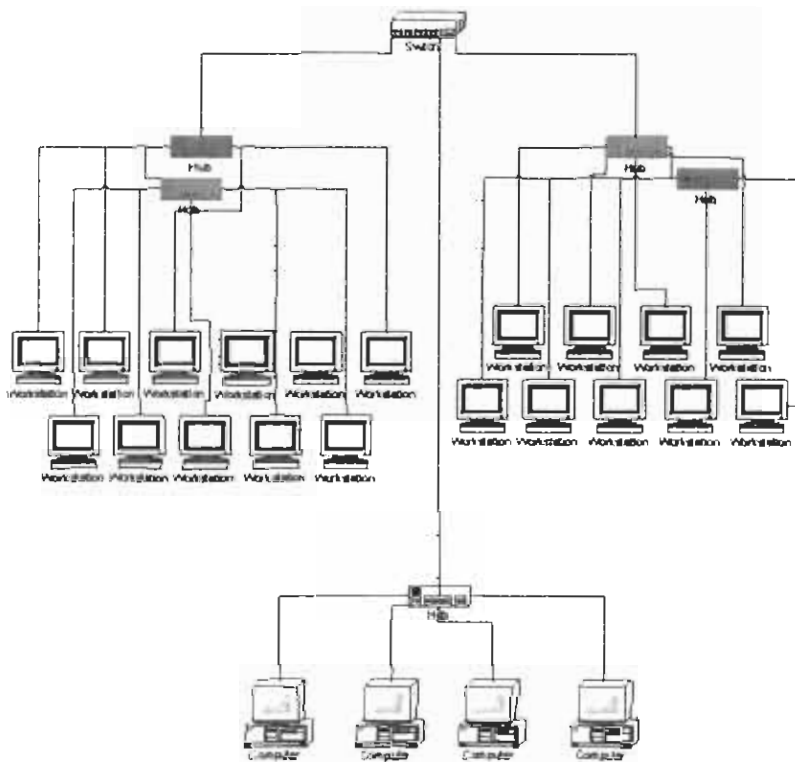 Switch
Hub
Hub
Hub
Hub
Workstation Workstation Workstation Workstation
Workstation Workstation Workstation Workstation Workstation Workstation
Workstation Workstation Workstation Workstation Workstation
Workstation Workstation Workstation Workstation Workstation
Hub
Computer Computer Computer Computer